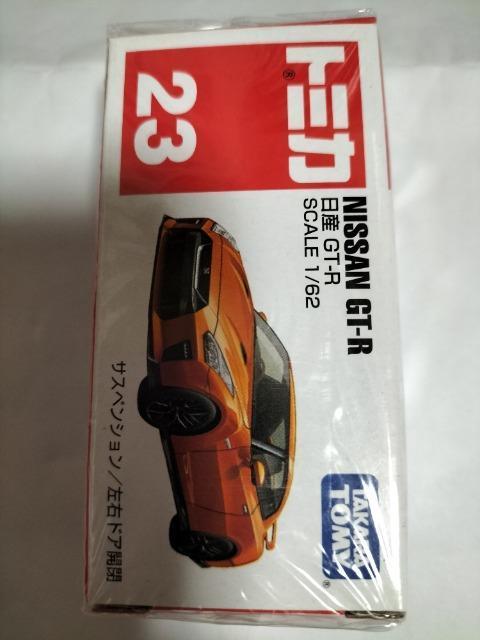 トミカ®
23
NISSAN GT-R
日産 GT-R
SCALE 1/62
サスペンション/左右ドア開閉
TAKARA
TOMY®